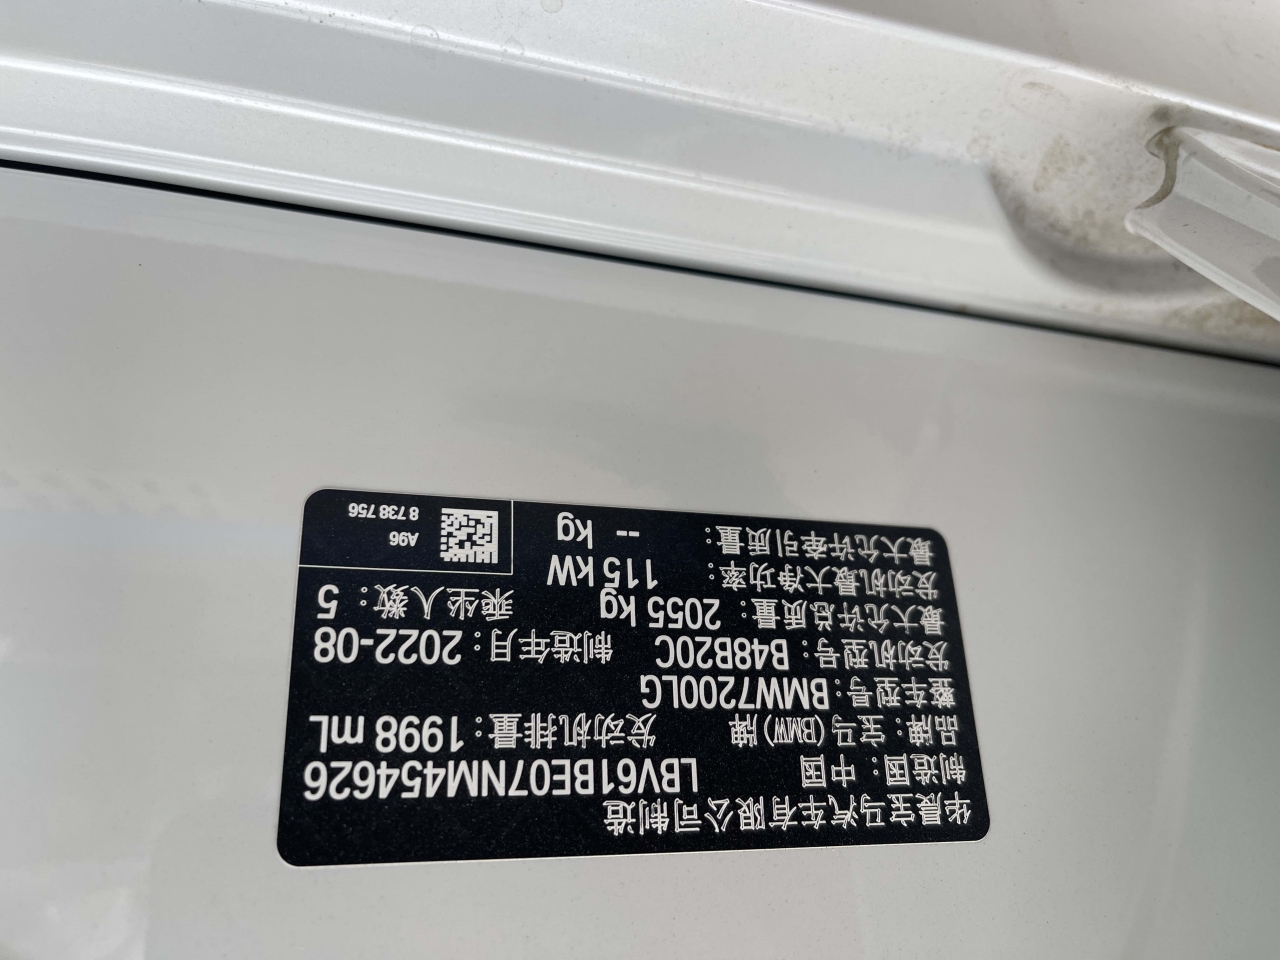 华晨宝马汽车有限公司制造
制造国：中国 LBV61BE07NM454626
品牌：宝马(BMW)牌 发动机排量：1998 mL
整车型号：BMW7200LG
发动机型号：B48B20C 制造年月：2022-08
最大允许总质量：2055 kg 乘坐人数：5
发动机最大净功率：115 kW
最大允许牵引质量：-- kg
A96
8 738 756